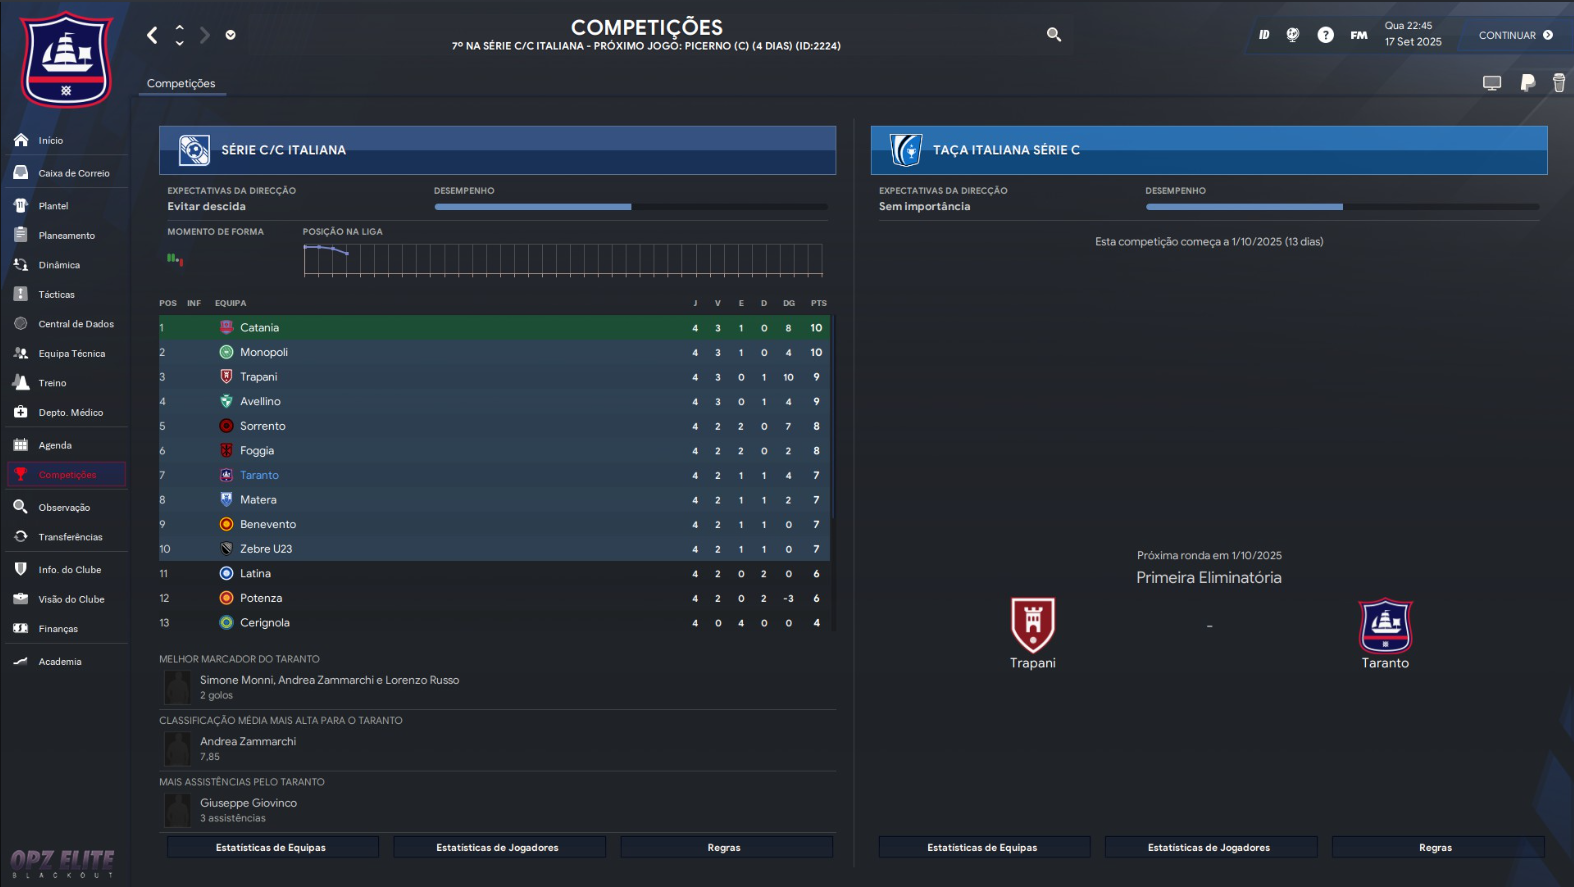 COMPETIÇÕES
7º NA SÉRIE C/C ITALIANA - PRÓXIMO JOGO: PICERNO (C) (4 DIAS) (ID:2224)
ID
?
FM
Qua 22:45
17 Set 2025
CONTINUAR
Competições
Início
Caixa de Correio
Plantel
Planeamento
Dinâmica
Tácticas
Central de Dados
Equipa Técnica
Treino
Depto. Médico
Agenda
Competições
Observação
Transferências
Info. do Clube
Visão do Clube
Finanças
Academia
OPZ ELITE
BLACKOUT
SÉRIE C/C ITALIANA
EXPECTATIVAS DA DIRECÇÃO
DESEMPENHO
Evitar descida
MOMENTO DE FORMA
POSIÇÃO NA LIGA
POS INF EQUIPA J V E D DG PTS
1 Catania 4 3 1 0 8 10
2 Monopoli 4 3 1 0 4 10
3 Trapani 4 3 0 1 10 9
4 Avellino 4 3 0 1 4 9
5 Sorrento 4 2 2 0 7 8
6 Foggia 4 2 2 0 2 8
7 Taranto 4 2 1 1 4 7
8 Matera 4 2 1 1 2 7
9 Benevento 4 2 1 1 0 7
10 Zebre U23 4 2 1 1 0 7
11 Latina 4 2 0 2 0 6
12 Potenza 4 2 0 2 -3 6
13 Cerignola 4 0 4 0 0 4
MELHOR MARCADOR DO TARANTO
Simone Monni, Andrea Zammarchi e Lorenzo Russo
2 golos
CLASSIFICAÇÃO MÉDIA MAIS ALTA PARA O TARANTO
Andrea Zammarchi
7,85
MAIS ASSISTÊNCIAS PELO TARANTO
Giuseppe Giovinco
3 assistências
Estatísticas de Equipas
Estatísticas de Jogadores
Regras
TAÇA ITALIANA SÉRIE C
EXPECTATIVAS DA DIRECÇÃO
DESEMPENHO
Sem importância
Esta competição começa a 1/10/2025 (13 dias)
Próxima ronda em 1/10/2025
Primeira Eliminatória
-
Trapani
Taranto
Estatísticas de Equipas
Estatísticas de Jogadores
Regras